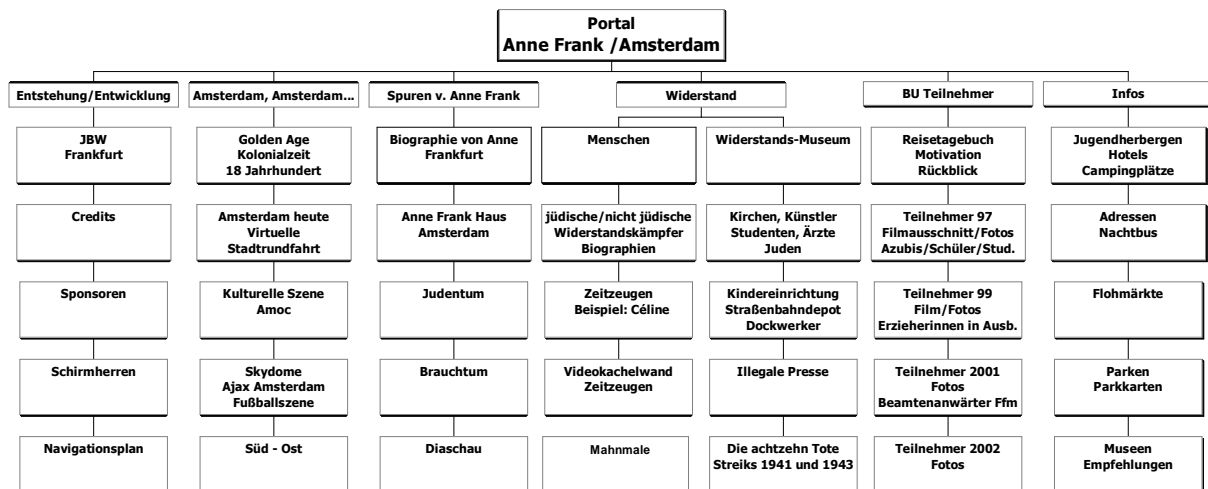 Portal
Anne Frank /Amsterdam
Entstehung/Entwicklung
Amsterdam, Amsterdam...
Spuren v. Anne Frank
Widerstand
BU Teilnehmer
Infos
JBW
Frankfurt
Golden Age
Kolonialzeit
18 Jahrhundert
Biographie von Anne
Frankfurt
Menschen
Widerstands-Museum
Reisetagebuch
Motivation
Rückblick
Jugendherbergen
Hotels
Campingplätze
Credits
Amsterdam heute
Virtuelle
Stadtrundfahrt
Anne Frank Haus
Amsterdam
jüdische/nicht jüdische
Widerstandskämpfer
Biographien
Kirchen, Künstler
Studenten, Ärzte
Juden
Teilnehmer 97
Filmausschnitt/Fotos
Azubis/Schüler/Stud.
Adressen
Nachtbus
Sponsoren
Kulturelle Szene
Amoc
Judentum
Zeitzeugen
Beispiel: Céline
Kindereinrichtung
Straßenbahndepot
Dockwerker
Teilnehmer 99
Film/Fotos
Erzieherinnen in Ausb.
Flohmärkte
Schirmherren
Skydome
Ajax Amsterdam
Fußballszene
Brauchtum
Videokachelwand
Zeitzeugen
Illegale Presse
Teilnehmer 2001
Fotos
Beamtenanwärter Ffm
Parken
Parkkarten
Navigationsplan
Süd - Ost
Diaschau
Mahnmale
Die achtzehn Tote
Streiks 1941 und 1943
Teilnehmer 2002
Fotos
Museen
Empfehlungen